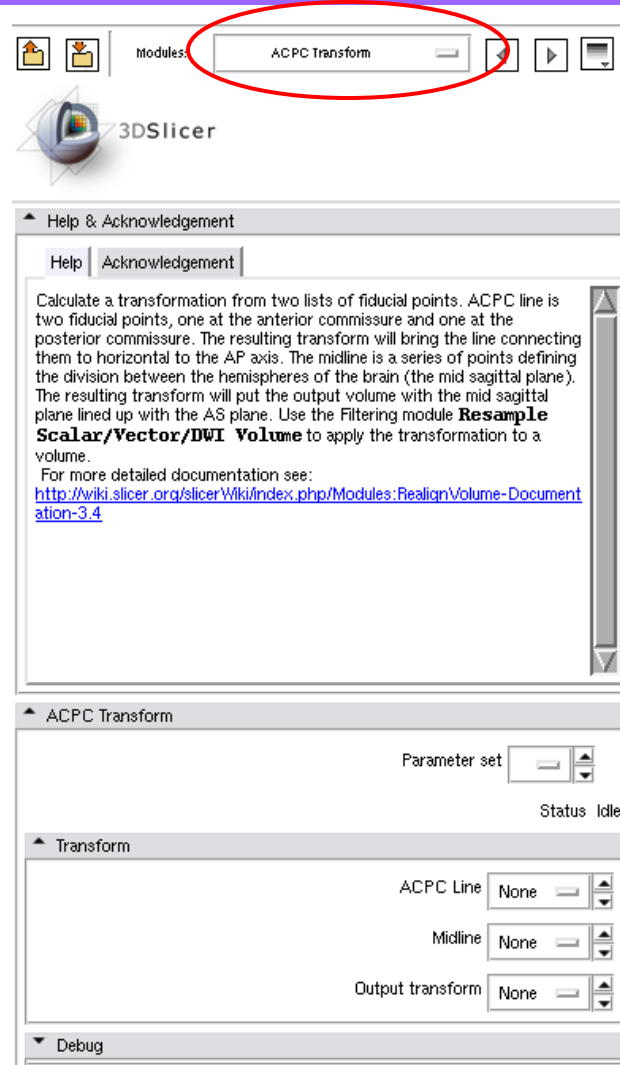 Modules: ACPC Transform
3DSlicer
Help & Acknowledgement
Help Acknowledgement
Calculate a transformation from two lists of fiducial points. ACPC line is
two fiducial points, one at the anterior commissure and one at the
posterior commissure. The resulting transform will bring the line connecting
them to horizontal to the AP axis. The midline is a series of points defining
the division between the hemispheres of the brain (the mid sagittal plane).
The resulting transform will put the output volume with the mid sagittal
plane lined up with the AS plane. Use the Filtering module Resample
Scalar/Vector/DWI Volume to apply the transformation to a
volume.
For more detailed documentation see:
http://wiki.slicer.org/slicerWiki/index.php/Modules:RealignVolume-Document
ation-3.4
ACPC Transform
Parameter set
Status Idle
Transform
ACPC Line None
Midline None
Output transform None
Debug